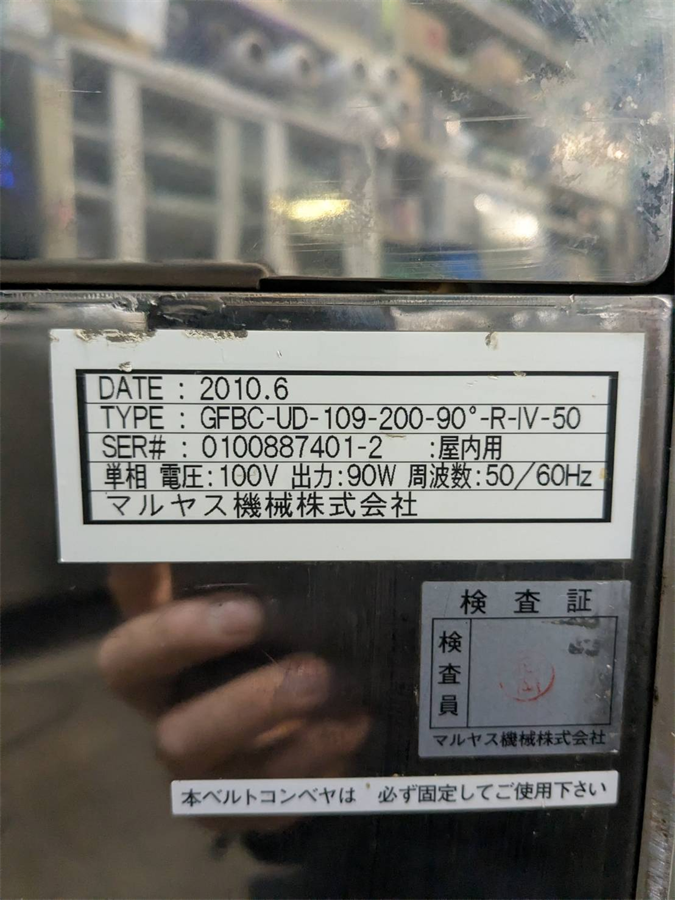 DATE : 2010.6
TYPE : GFBC-UD-109-200-90°-R-IV-50
SER# : 0100887401-2 :屋内用
単相 電圧:100V 出力:90W 周波数:50/60Hz
マルヤス機械株式会社
検査証
検査員
マルヤス機械株式会社
本ベルトコンベヤは 必ず固定してご使用下さい